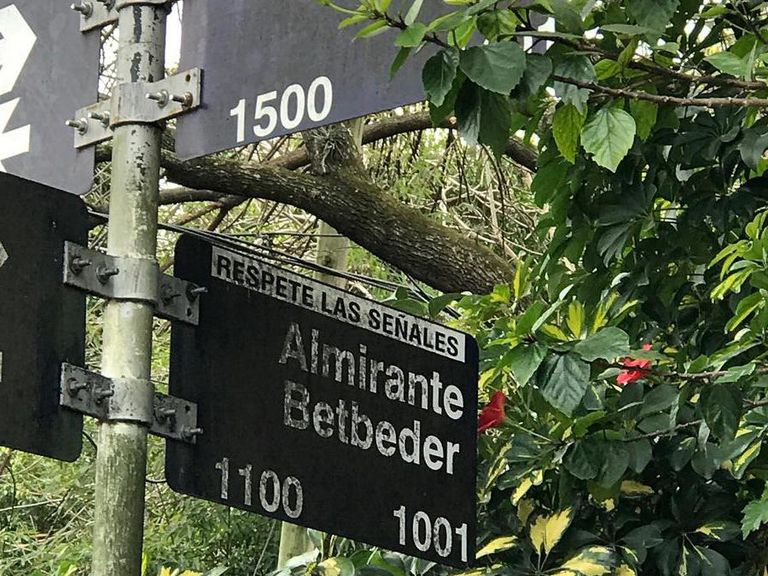 1500
RESPETE LAS SEÑALES
Almirante
Betbeder
1100 1001